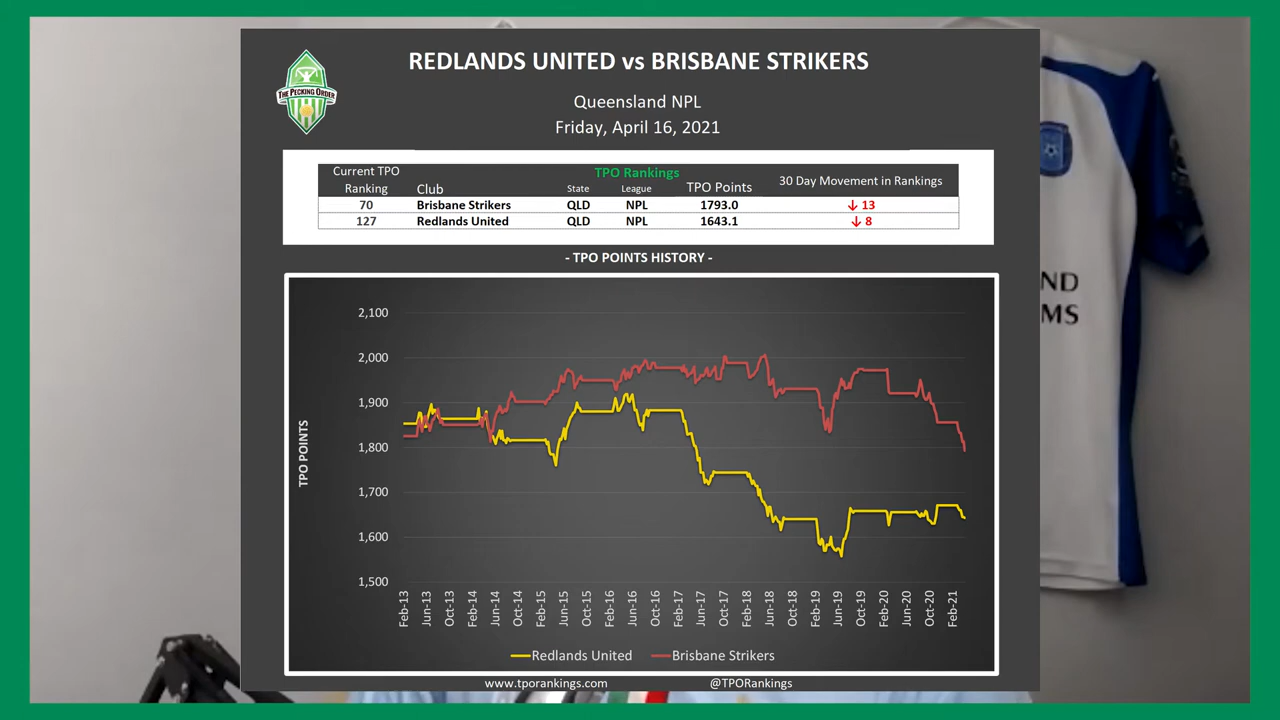 REDLANDS UNITED vs BRISBANE STRIKERS
THE PECKING ORDER
Queensland NPL
Friday, April 16, 2021
Current TPO Ranking Club TPO Rankings State League TPO Points 30 Day Movement in Rankings
70 Brisbane Strikers QLD NPL 1793.0 ↓ 13
127 Redlands United QLD NPL 1643.1 ↓ 8
- TPO POINTS HISTORY -
TPO POINTS
2,100
2,000
1,900
1,800
1,700
1,600
1,500
Feb-13 Jun-13 Oct-13 Feb-14 Jun-14 Oct-14 Feb-15 Jun-15 Oct-15 Feb-16 Jun-16 Oct-16 Feb-17 Jun-17 Oct-17 Feb-18 Jun-18 Oct-18 Feb-19 Jun-19 Oct-19 Feb-20 Jun-20 Oct-20 Feb-21
Redlands United Brisbane Strikers
www.tporankings.com @TPORankings
ND
MS